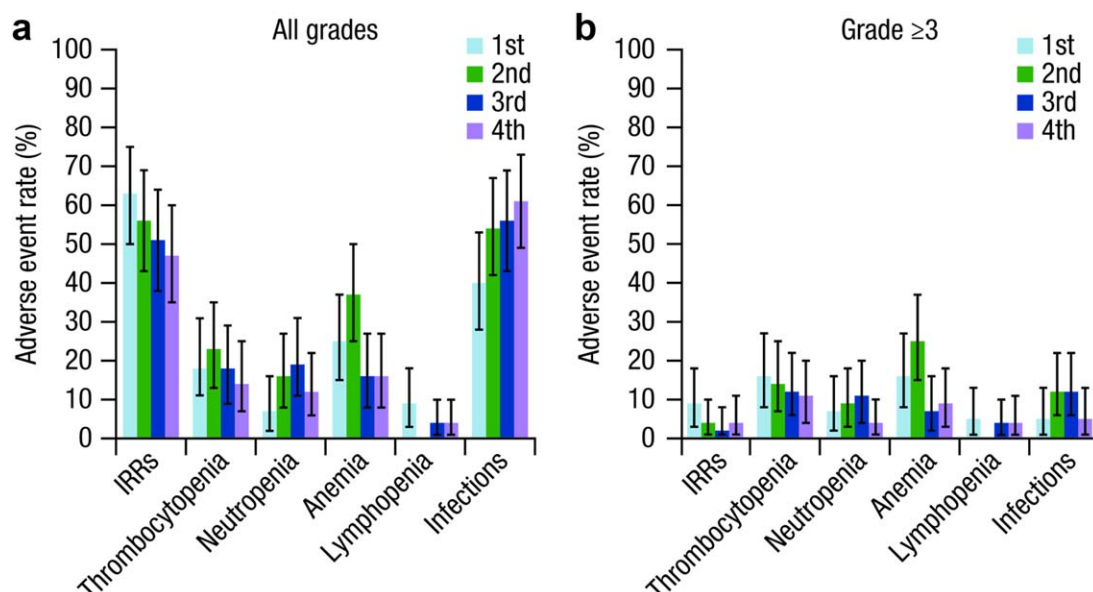 a
All grades
1st
2nd
3rd
4th
Adverse event rate (%)
100
90
80
70
60
50
40
30
20
10
0
IRRs
Thrombocytopenia
Neutropenia
Anemia
Lymphopenia
Infections
b
Grade ≥3
1st
2nd
3rd
4th
Adverse event rate (%)
100
90
80
70
60
50
40
30
20
10
0
IRRs
Thrombocytopenia
Neutropenia
Anemia
Lymphopenia
Infections